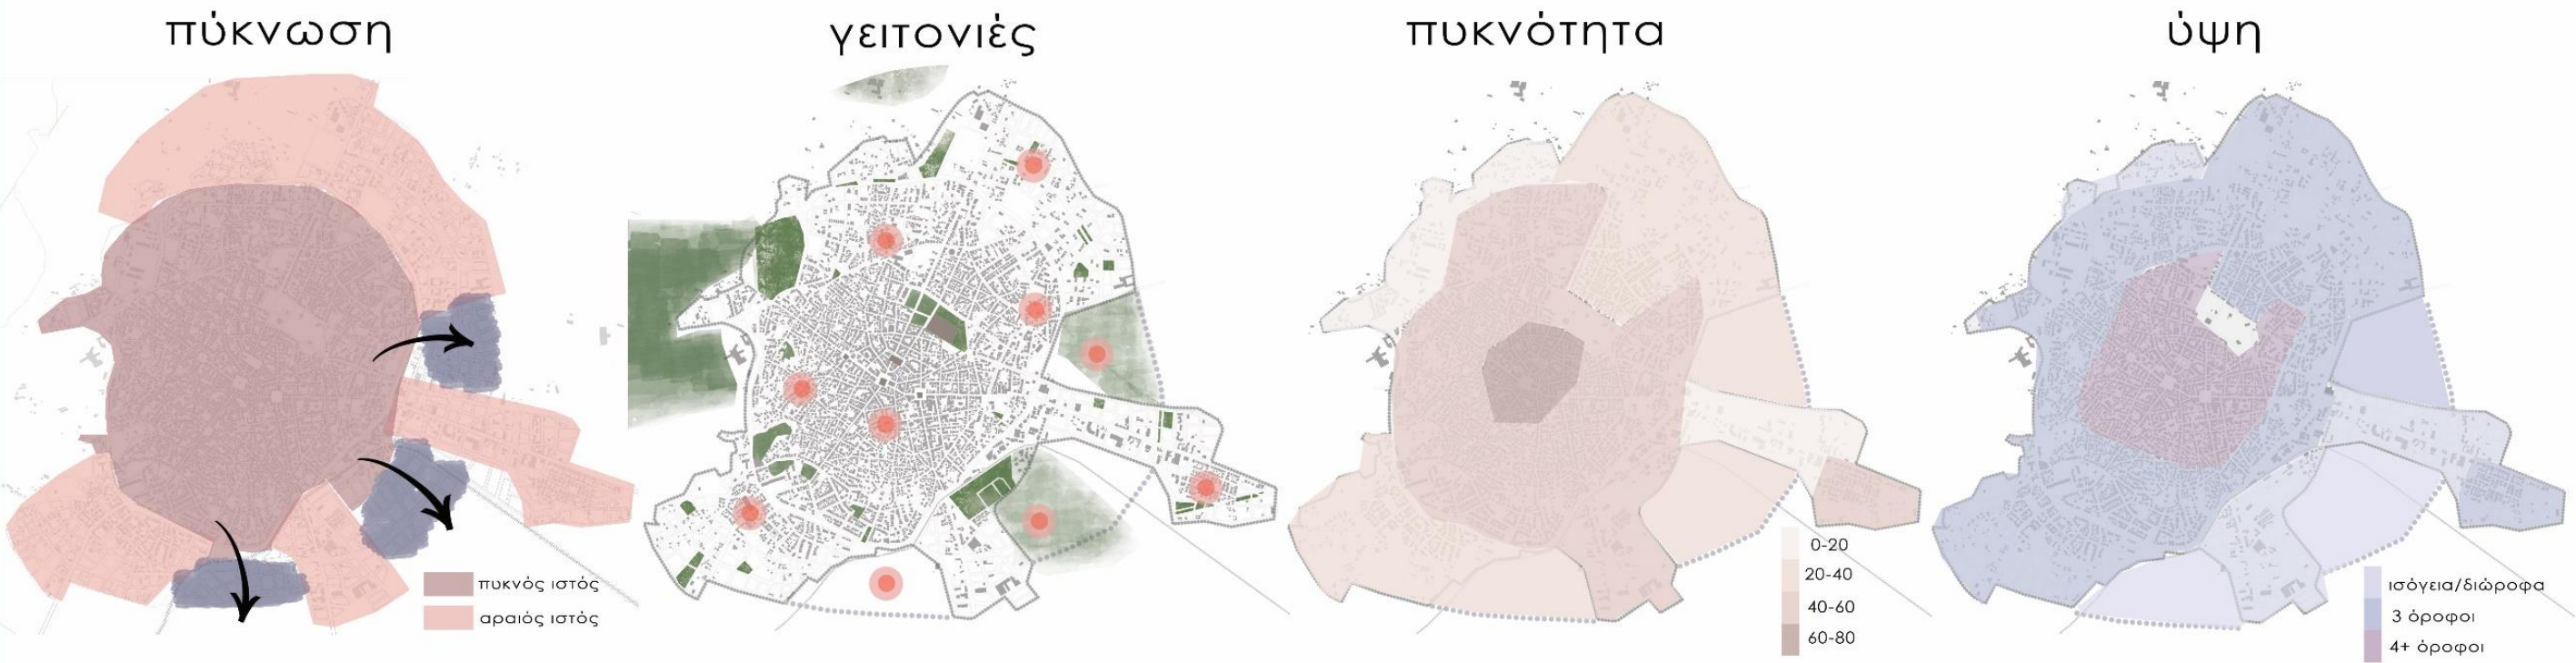 πύκνωση
πυκνός ιστός
αραιός ιστός
γειτονιές
πυκνότητα
0-20
20-40
40-60
60-80
ύψη
ισόγεια/διώροφα
3 όροφοι
4+ όροφοι